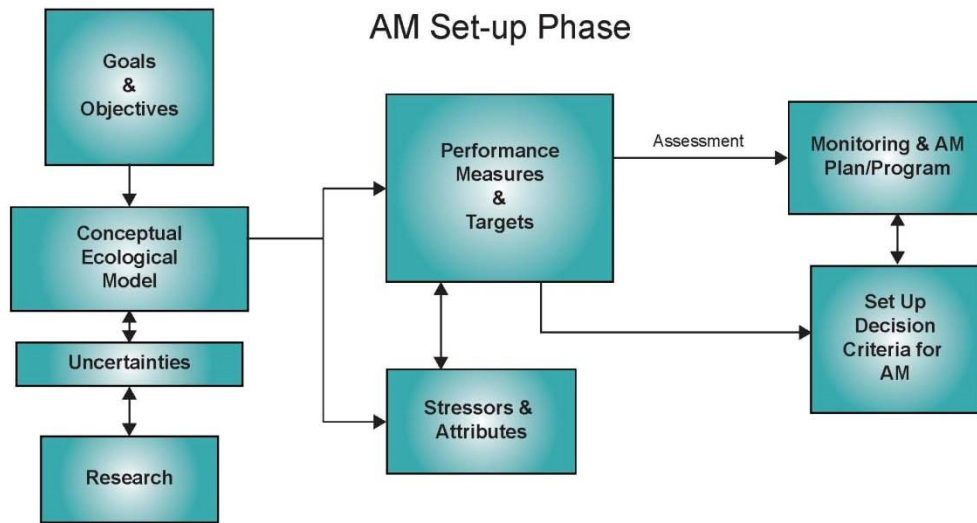 AM Set-up Phase
Goals
&
Objectives
Conceptual
Ecological
Model
Uncertainties
Research
Performance
Measures
&
Targets
Stressors &
Attributes
Assessment
Monitoring & AM
Plan/Program
Set Up
Decision
Criteria for
AM